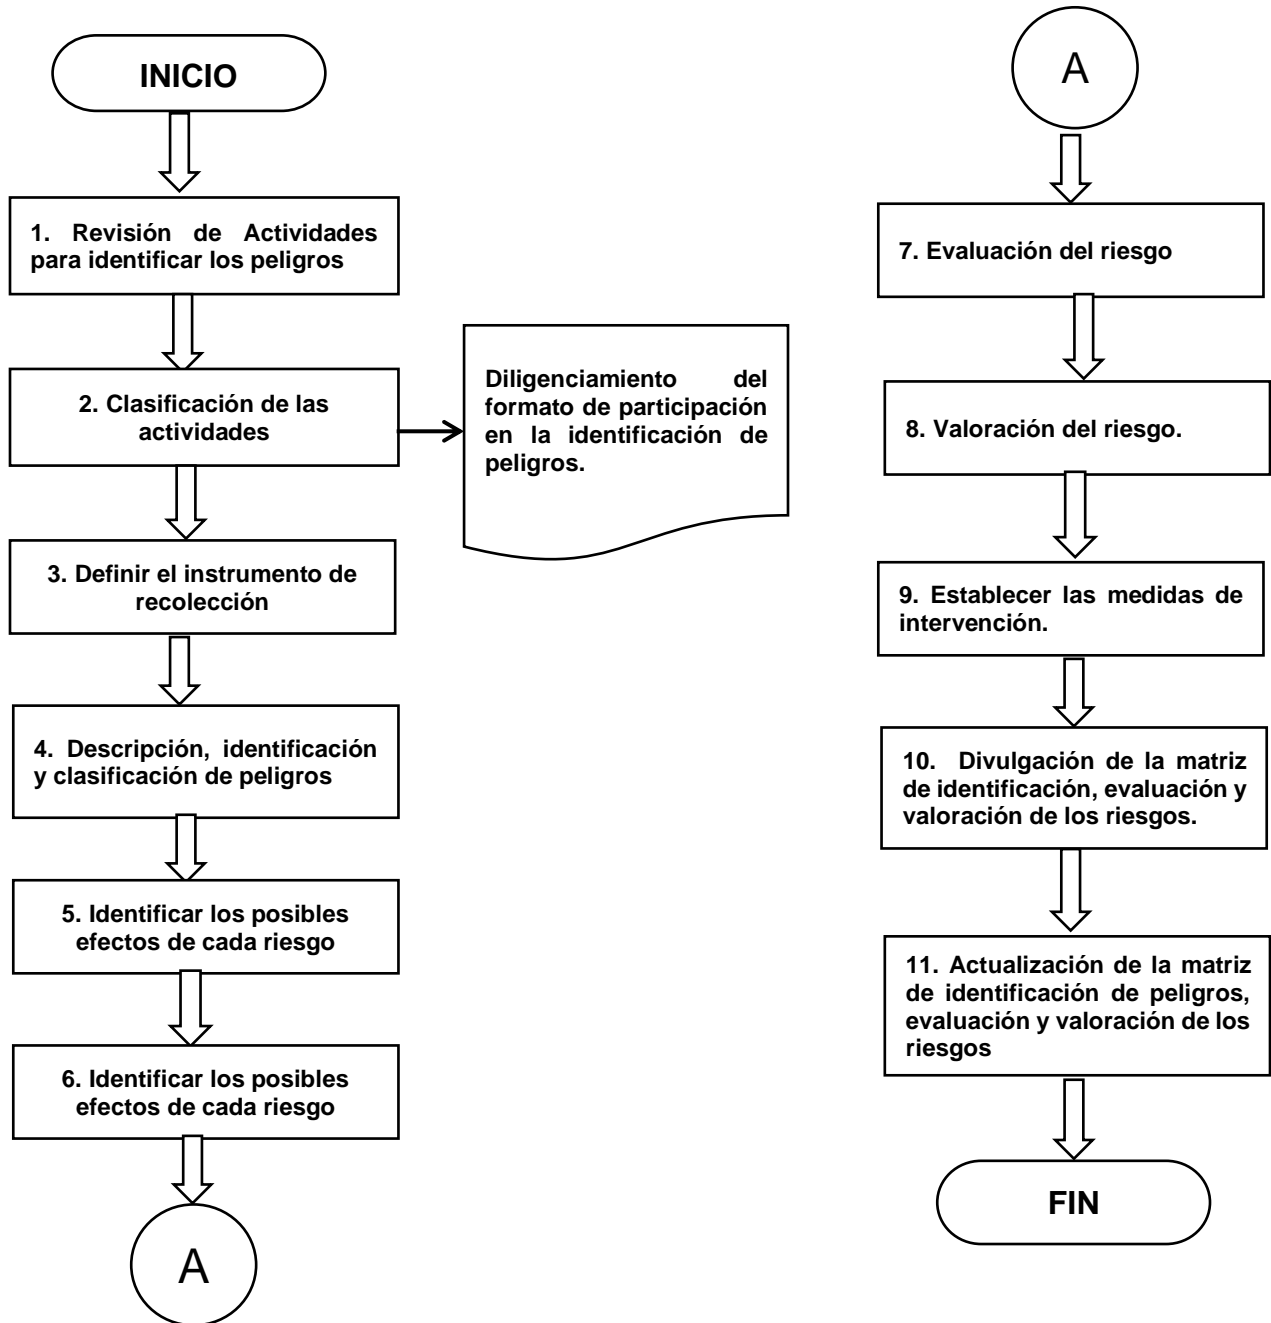 INICIO
1. Revisión de Actividades
para identificar los peligros
2. Clasificación de las
actividades
Diligenciamiento del
formato de participación
en la identificación de
peligros.
3. Definir el instrumento de
recolección
4. Descripción, identificación
y clasificación de peligros
5. Identificar los posibles
efectos de cada riesgo
6. Identificar los posibles
efectos de cada riesgo
A
A
7. Evaluación del riesgo
8. Valoración del riesgo.
9. Establecer las medidas de
intervención.
10. Divulgación de la matriz
de identificación, evaluación y
valoración de los riesgos.
11. Actualización de la matriz
de identificación de peligros,
evaluación y valoración de los
riesgos
FIN